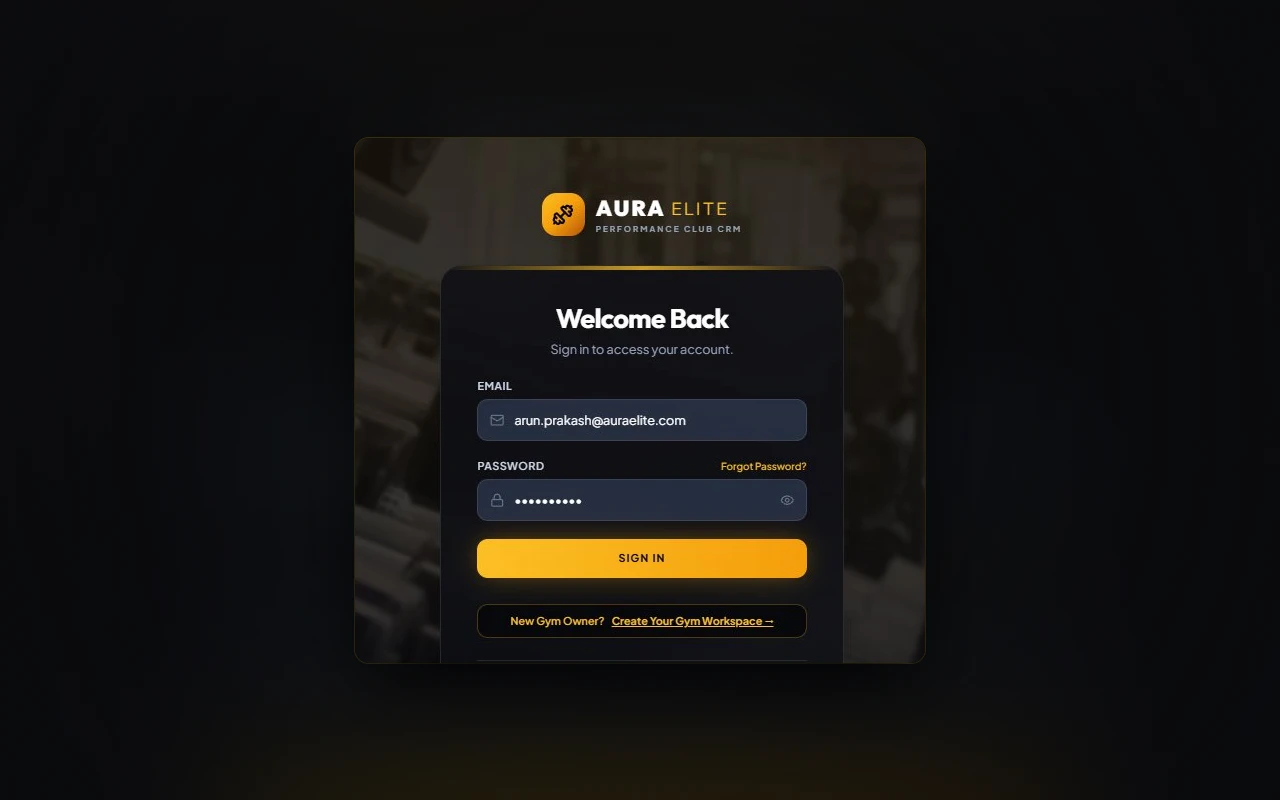 AURA ELITE
PERFORMANCE CLUB CRM
Welcome Back
Sign in to access your account.
EMAIL
arun.prakash@auraelite.com
PASSWORD Forgot Password?
••••••••••
SIGN IN
New Gym Owner? Create Your Gym Workspace →